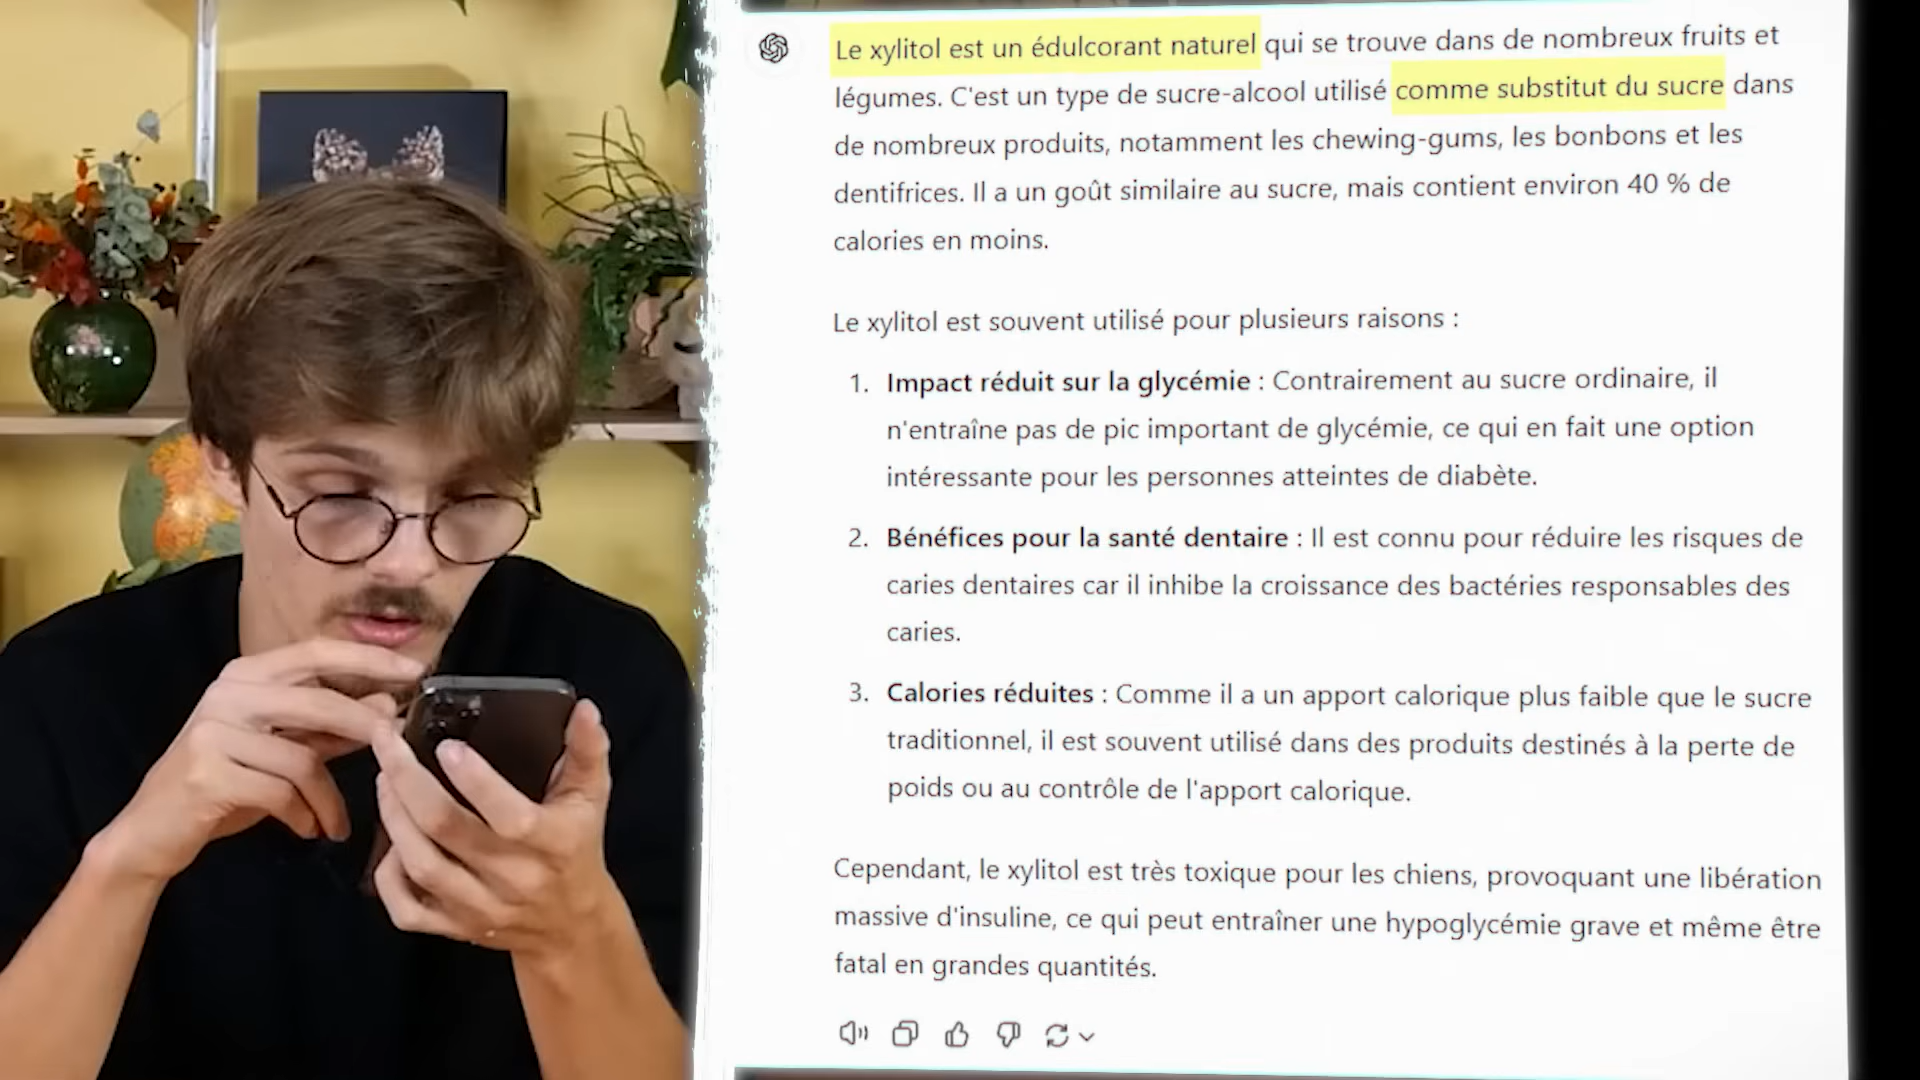 Le xylitol est un édulcorant naturel qui se trouve dans de nombreux fruits et
légumes. C'est un type de sucre-alcool utilisé comme substitut du sucre dans
de nombreux produits, notamment les chewing-gums, les bonbons et les
dentifrices. Il a un goût similaire au sucre, mais contient environ 40 % de
calories en moins.
Le xylitol est souvent utilisé pour plusieurs raisons :
1. Impact réduit sur la glycémie : Contrairement au sucre ordinaire, il
n'entraîne pas de pic important de glycémie, ce qui en fait une option
intéressante pour les personnes atteintes de diabète.
2. Bénéfices pour la santé dentaire : Il est connu pour réduire les risques de
caries dentaires car il inhibe la croissance des bactéries responsables des
caries.
3. Calories réduites : Comme il a un apport calorique plus faible que le sucre
traditionnel, il est souvent utilisé dans des produits destinés à la perte de
poids ou au contrôle de l'apport calorique.
Cependant, le xylitol est très toxique pour les chiens, provoquant une libération
massive d'insuline, ce qui peut entraîner une hypoglycémie grave et même être
fatal en grandes quantités.